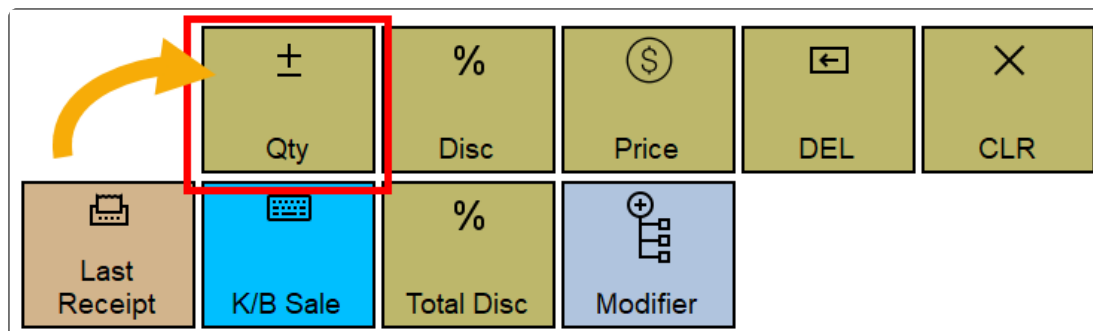 ±
%
$
×
Qty
Disc
Price
DEL
CLR
%
Last
Receipt
K/B Sale
Total Disc
Modifier